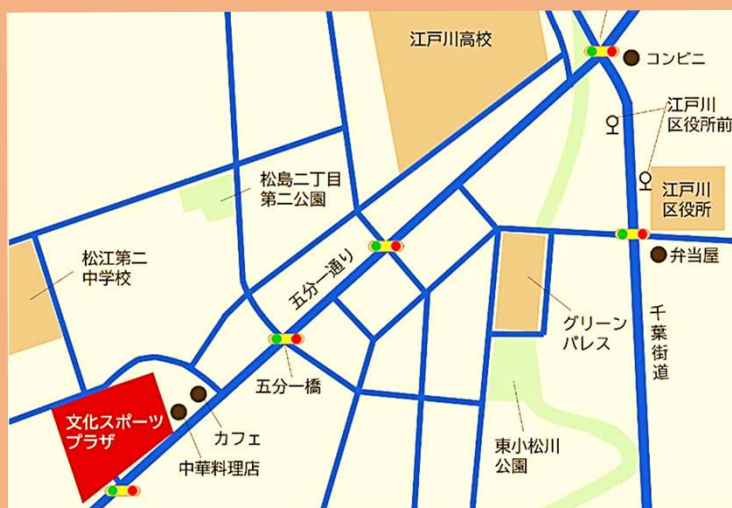 江戸川高校
コンビニ
江戸川
区役所前
松島二丁目
第二公園
江戸川
区役所
松江第二
中学校
五分一通り
弁当屋
グリーン
パレス
千葉街道
五分一橋
文化スポーツ
プラザ
カフェ
中華料理店
東小松川
公園